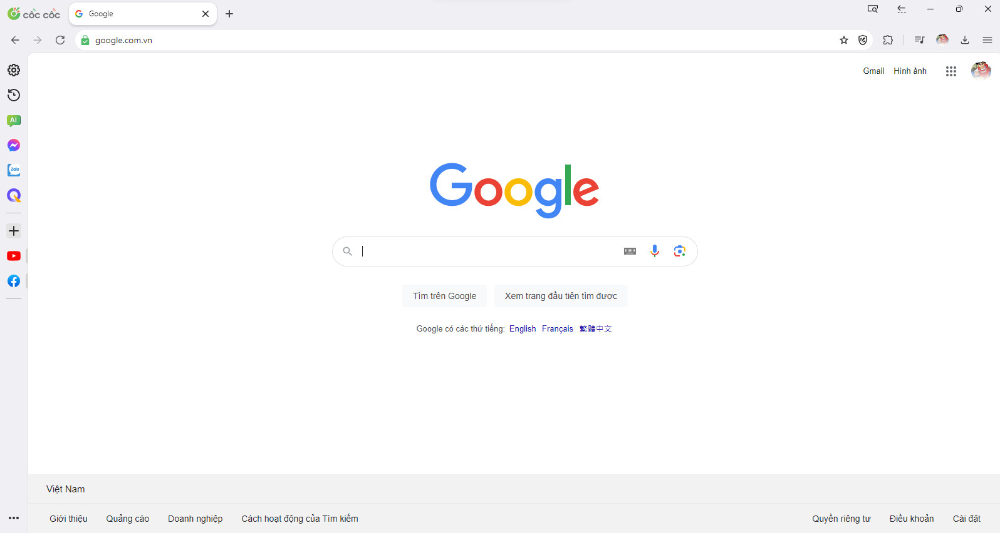 cốc cốc
Google
google.com.vn
AI
Zalo
Gmail Hình ảnh
Google
Tìm trên Google Xem trang đầu tiên tìm được
Google có các thứ tiếng: English Français 繁體中文
Việt Nam
Giới thiệu Quảng cáo Doanh nghiệp Cách hoạt động của Tìm kiếm Quyền riêng tư Điều khoản Cài đặt